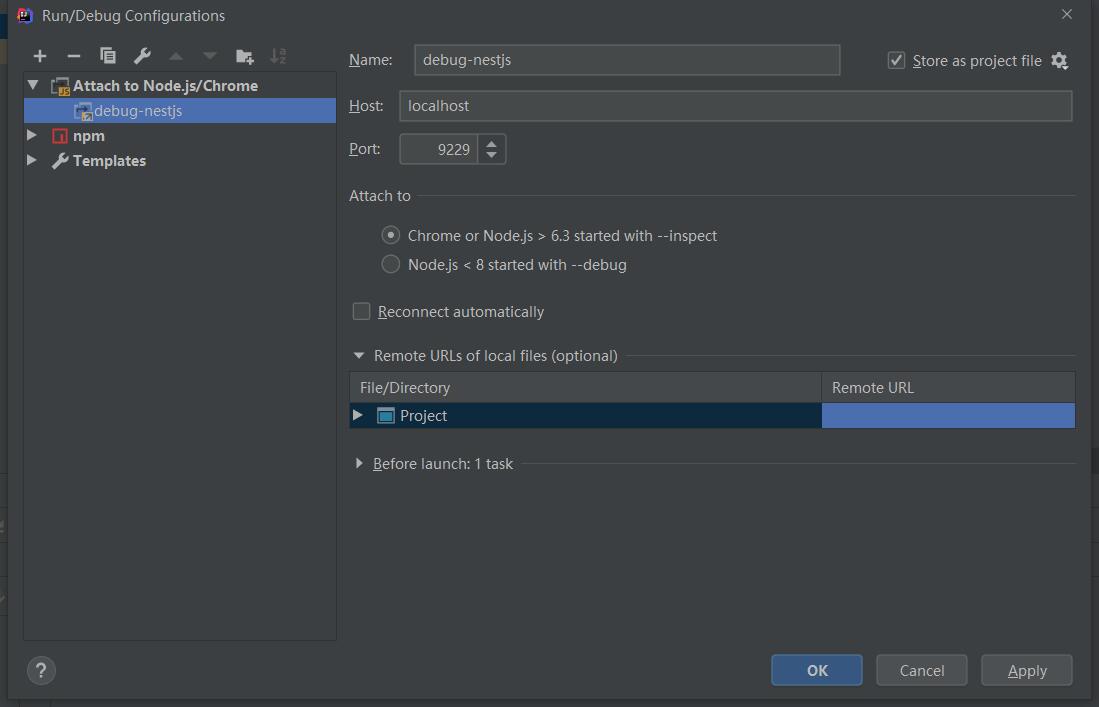 Run/Debug Configurations
Name: debug-nestjs Store as project file
Attach to Node.js/Chrome
debug-nestjs
npm
Templates
Host: localhost
Port: 9229
Attach to
Chrome or Node.js > 6.3 started with --inspect
Node.js < 8 started with --debug
Reconnect automatically
Remote URLs of local files (optional)
File/Directory Remote URL
Project
Before launch: 1 task
? OK Cancel Apply